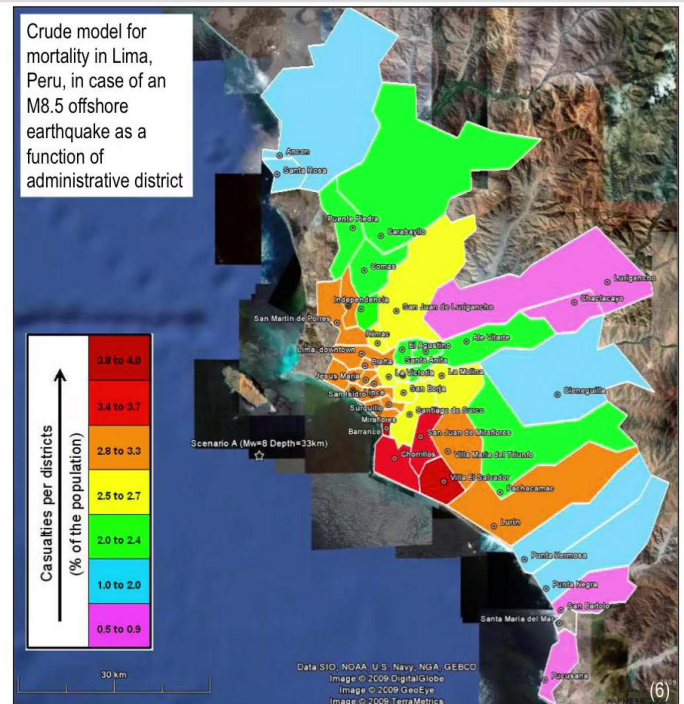 Crude model for
mortality in Lima,
Peru, in case of an
M8.5 offshore
earthquake as a
function of
administrative district
Ancon
Santa Rosa
Puente Piedra
Carabayllo
Comas
Lurigancho
Chaclacayo
Independencia
San Juan de Lurigancho
San Martin de Porres
Rimac
El Agustino
Ate Vitarte
Lima, downtown
Santa Anita
Breña
La Victoria
La Molina
Jesus Maria
Cieneguilla
San Isidro
Lince
San Borja
Surquillo
Santiago de Surco
Miraflores
Barranco
San Juan de Miraflores
Scenario A (Mw=8 Depth=33km)
Chorrillos
Villa Maria del Triunfo
Villa El Salvador
Pachacamac
Lurin
Punta Hermosa
Punta Negra
San Bartolo
Santa Maria del Mar
Pucusana
Casualties per districts
(% of the population)
3.8 to 4.0
3.4 to 3.7
2.8 to 3.3
2.5 to 2.7
2.0 to 2.4
1.0 to 2.0
0.5 to 0.9
30 km
Data SIO, NOAA, U.S. Navy, NGA, GEBCO
Image © 2009 DigitalGlobe
Image © 2009 GeoEye
Image © 2009 TerraMetrics
(6)